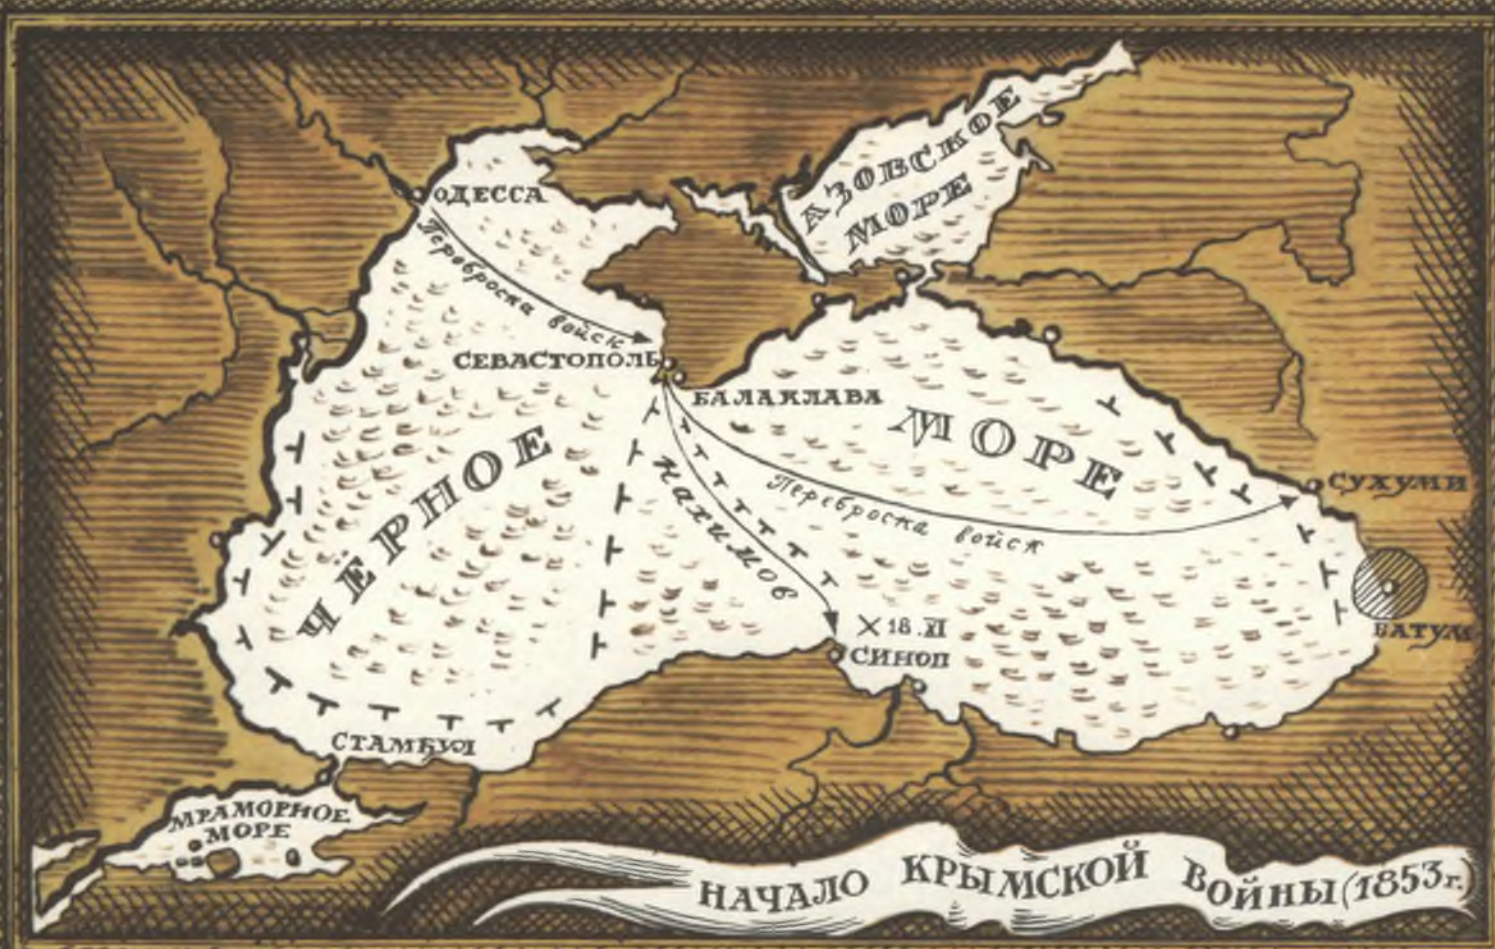 АЗОВСКОЕ
МОРЕ
ОДЕССА
Переброска войск
СЕВАСТОПОЛЬ
БАЛАКЛАВА
ЧЁРНОЕ МОРЕ
СУХУМИ
Переброска войск
Нахимов
X 18.XI
СИНОП
БАТУМ
СТАМБУЛ
МРАМОРНОЕ
МОРЕ
НАЧАЛО КРЫМСКОЙ ВОЙНЫ (1853г.)